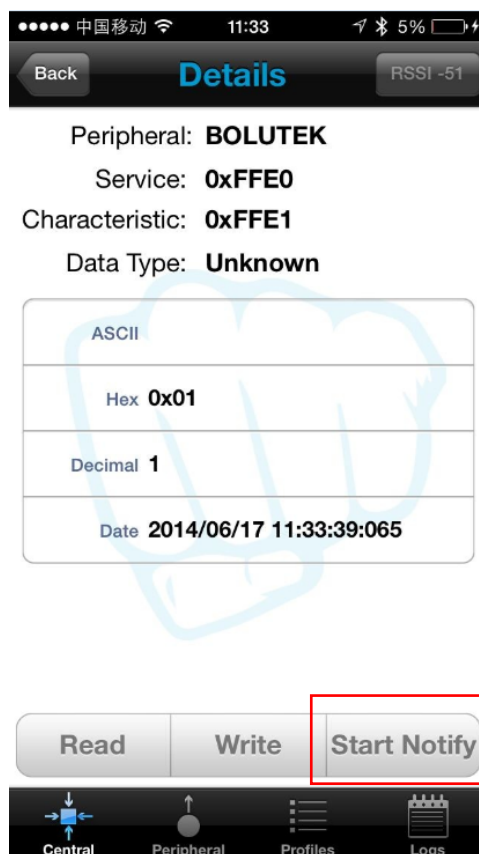 中国移动 11:33 5%
Back Details RSSI -51
Peripheral: BOLUTEK
Service: 0xFFE0
Characteristic: 0xFFE1
Data Type: Unknown
ASCII
Hex 0x01
Decimal 1
Date 2014/06/17 11:33:39:065
Read Write Start Notify
Central Peripheral Profiles Logs